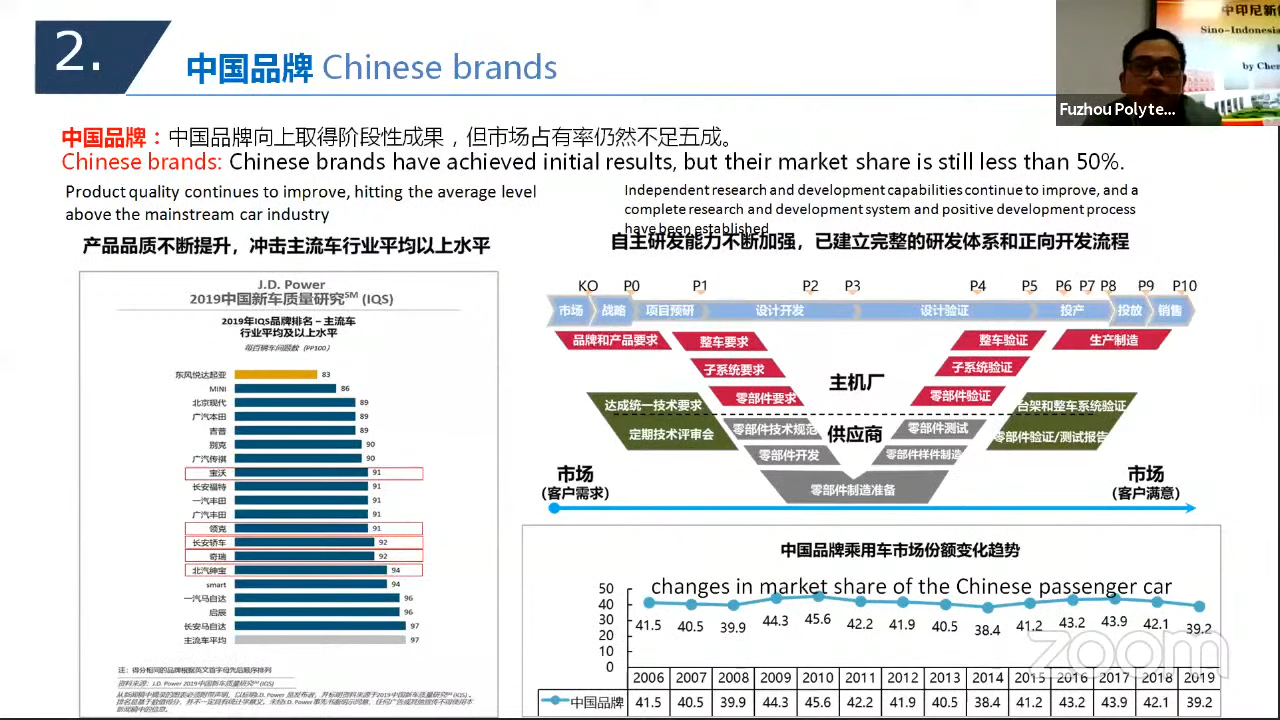 2.
中国品牌 Chinese brands
中印尼新
Sino-Indonesia
by Che
Fuzhou Polyte...
中国品牌：中国品牌向上取得阶段性成果，但市场占有率仍然不足五成。
Chinese brands: Chinese brands have achieved initial results, but their market share is still less than 50%.
Product quality continues to improve, hitting the average level
above the mainstream car industry
产品品质不断提升，冲击主流车行业平均以上水平
Independent research and development capabilities continue to improve, and a
complete research and development system and positive development process
have been established
自主研发能力不断加强，已建立完整的研发体系和正向开发流程
J.D. Power
2019中国新车质量研究SM (IQS)
2019年IQS品牌排名 – 主流车
行业平均及以上水平
每百辆车问题数（PP100）
东风悦达起亚 83
MINI 86
北京现代 89
广汽本田 89
吉普 89
别克 90
广汽传祺 90
宝沃 91
长安福特 91
一汽丰田 91
广汽丰田 91
领克 91
长安轿车 92
奇瑞 92
北汽绅宝 94
smart 94
一汽马自达 96
启辰 96
长安马自达 97
主流车平均 97
注：得分相同的品牌根据英文首字母先后顺序排列
资料来源：J.D. Power 2019中国新车质量研究SM (IQS)
KO P0 P1 P2 P3 P4 P5 P6 P7 P8 P9 P10
市场 战略 项目预研 设计开发 设计验证 投产 投放 销售
品牌和产品要求 整车要求 整车验证 生产制造
子系统要求 子系统验证
主机厂
零部件要求 零部件验证
达成统一技术要求 台架和整车系统验证
定期技术评审会 零部件技术规范 供应商 零部件测试 零部件验证/测试报告
零部件开发 零部件样件制造
零部件制造准备
市场 市场
(客户需求) (客户满意)
中国品牌乘用车市场份额变化趋势
changes in market share of the Chinese passenger car
50
40
30
20
10
0
41.5 40.5 39.9 44.3 45.6 42.2 41.9 40.5 38.4 41.2 43.2 43.9 42.1 39.2
zoom
2006 2007 2008 2009 2010 2011 2012 2013 2014 2015 2016 2017 2018 2019
中国品牌 41.5 40.5 39.9 44.3 45.6 42.2 41.9 40.5 38.4 41.2 43.2 43.9 42.1 39.2